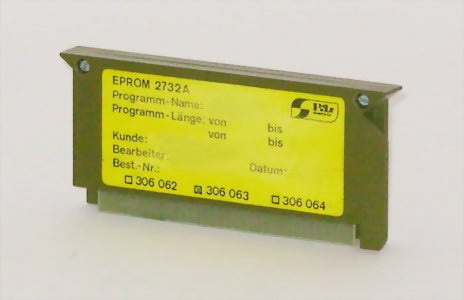 EPROM 2732A
Pilz
Programm-Name:
Programm-Länge: von bis
von bis
Kunde:
Bearbeiter:
Best.-Nr.: Datum:
306 062 306 063 306 064